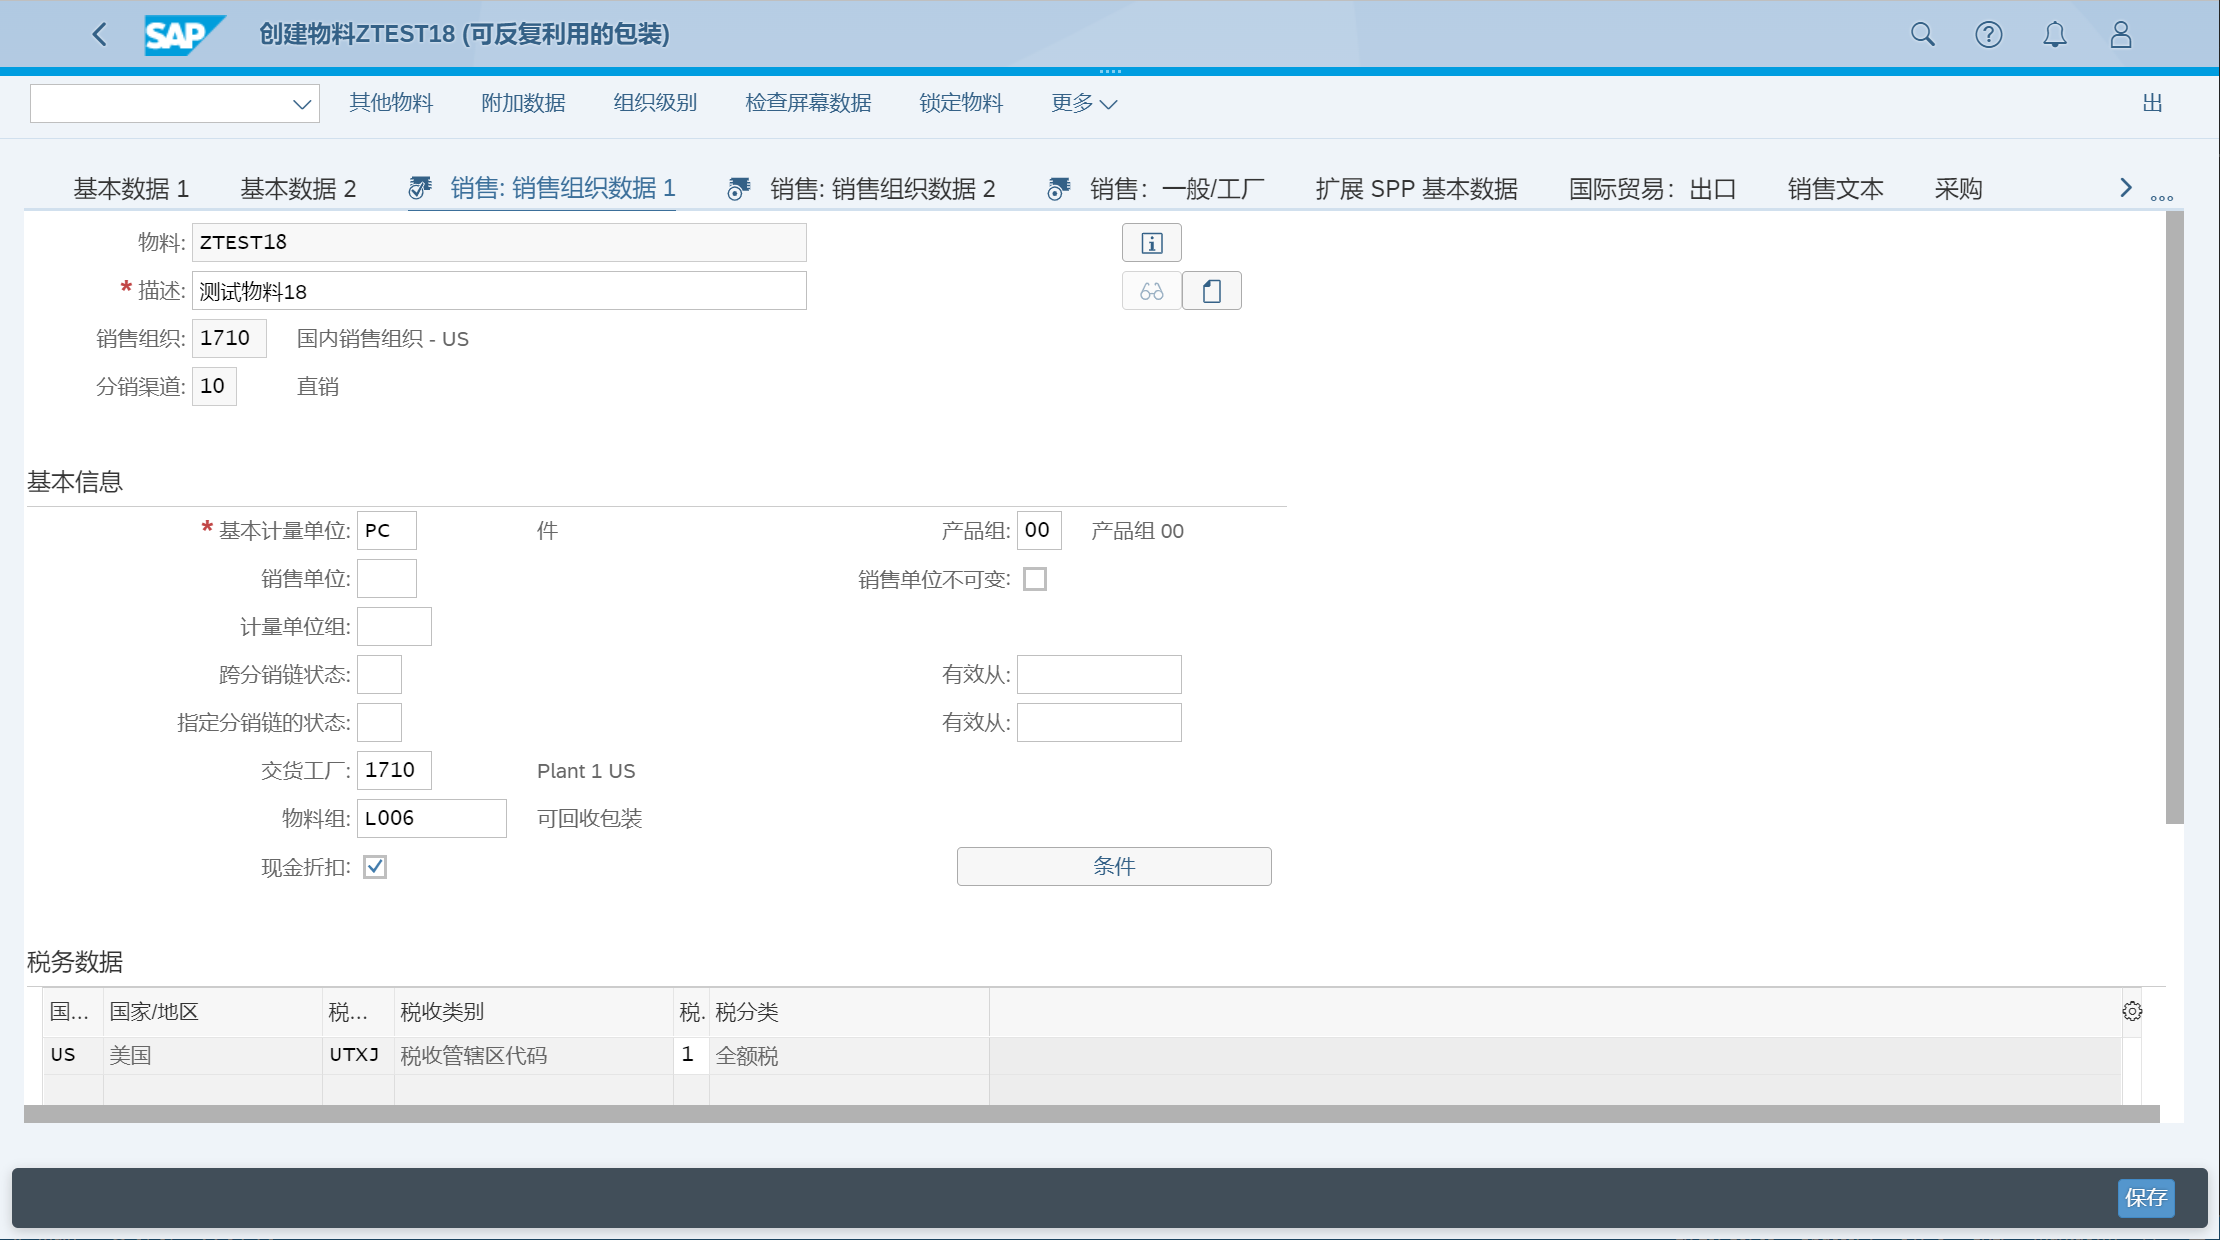 SAP 创建物料ZTEST18 (可反复利用的包装)
其他物料 附加数据 组织级别 检查屏幕数据 锁定物料 更多 出
基本数据 1 基本数据 2 销售: 销售组织数据 1 销售: 销售组织数据 2 销售：一般/工厂 扩展 SPP 基本数据 国际贸易：出口 销售文本 采购
物料: ZTEST18
* 描述: 测试物料18
销售组织: 1710 国内销售组织 - US
分销渠道: 10 直销
基本信息
* 基本计量单位: PC 件 产品组: 00 产品组 00
销售单位: 销售单位不可变:
计量单位组:
跨分销链状态: 有效从:
指定分销链的状态: 有效从:
交货工厂: 1710 Plant 1 US
物料组: L006 可回收包装
现金折扣: 条件
税务数据
国... 国家/地区 税... 税收类别 税. 税分类
US 美国 UTXJ 税收管辖区代码 1 全额税
保存